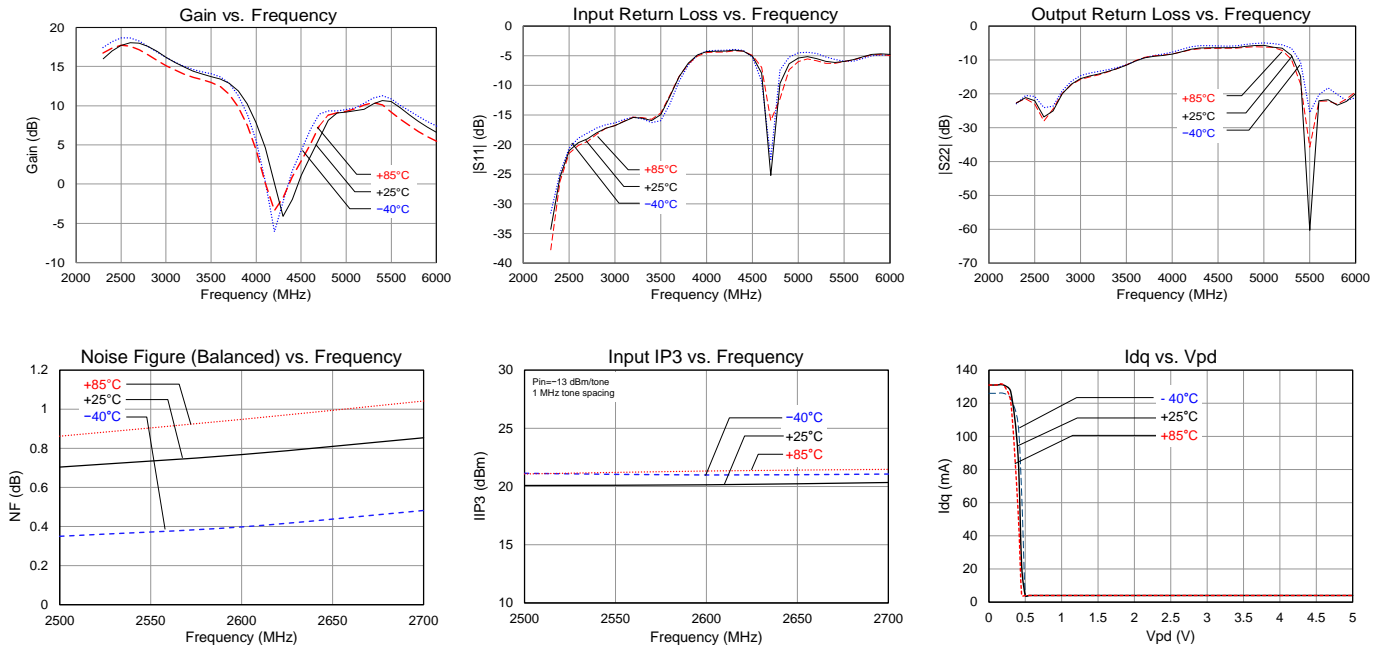 Gain vs. Frequency
20
15
10
5
0
-5
-10
Gain (dB)
+85°C
+25°C
−40°C
2000 2500 3000 3500 4000 4500 5000 5500 6000
Frequency (MHz)
Input Return Loss vs. Frequency
0
-5
-10
-15
-20
-25
-30
-35
-40
|S11| (dB)
+85°C
+25°C
−40°C
2000 2500 3000 3500 4000 4500 5000 5500 6000
Frequency (MHz)
Output Return Loss vs. Frequency
0
-10
-20
-30
-40
-50
-60
-70
|S22| (dB)
+85°C
+25°C
−40°C
2000 2500 3000 3500 4000 4500 5000 5500 6000
Frequency (MHz)
Noise Figure (Balanced) vs. Frequency
1.2
1
0.8
0.6
0.4
0.2
0
NF (dB)
+85°C
+25°C
−40°C
2500 2550 2600 2650 2700
Frequency (MHz)
Input IP3 vs. Frequency
30
25
20
15
10
IIP3 (dBm)
Pin=−13 dBm/tone
1 MHz tone spacing
−40°C
+25°C
+85°C
2500 2550 2600 2650 2700
Frequency (MHz)
Idq vs. Vpd
140
120
100
80
60
40
20
0
Idq (mA)
- 40°C
+25°C
+85°C
0 0.5 1 1.5 2 2.5 3 3.5 4 4.5 5
Vpd (V)